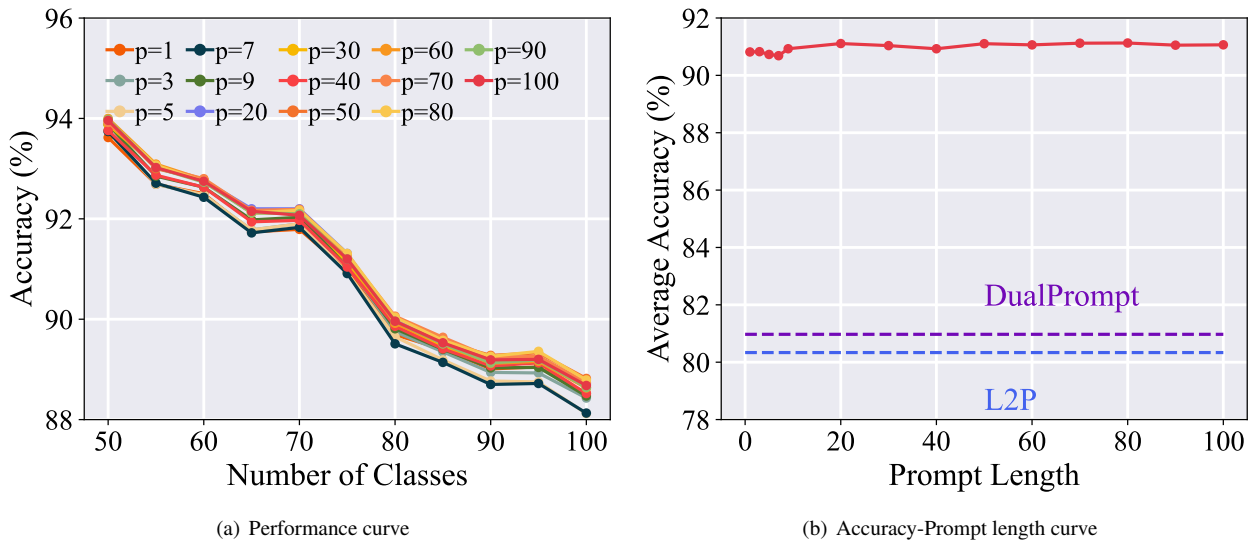 96
94
92
90
88
Accuracy (%)
p=1 p=7 p=30 p=60 p=90
p=3 p=9 p=40 p=70 p=100
p=5 p=20 p=50 p=80
50 60 70 80 90 100
Number of Classes
(a) Performance curve
92
90
88
86
84
82
80
78
Average Accuracy (%)
DualPrompt
L2P
0 20 40 60 80 100
Prompt Length
(b) Accuracy-Prompt length curve